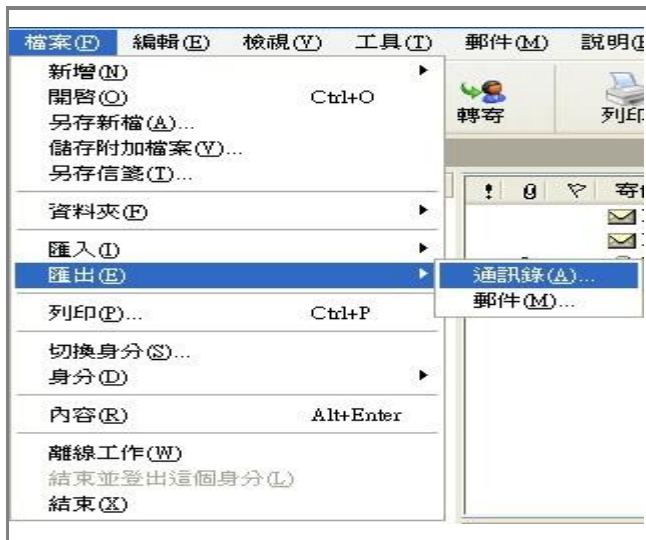 檔案(F) 編輯(E) 檢視(V) 工具(T) 郵件(M) 說明(
新增(N)
開啓(O) Ctrl+O
另存新檔(A)...
儲存附加檔案(V)...
另存信箋(T)...
轉寄 列印
資料夾(F)
! 寄
匯入(I)
匯出(E)
通訊錄(A)...
郵件(M)...
列印(P)... Ctrl+P
切換身分(S)...
身分(D)
內容(R) Alt+Enter
離線工作(W)
結束並登出這個身分(L)
結束(X)